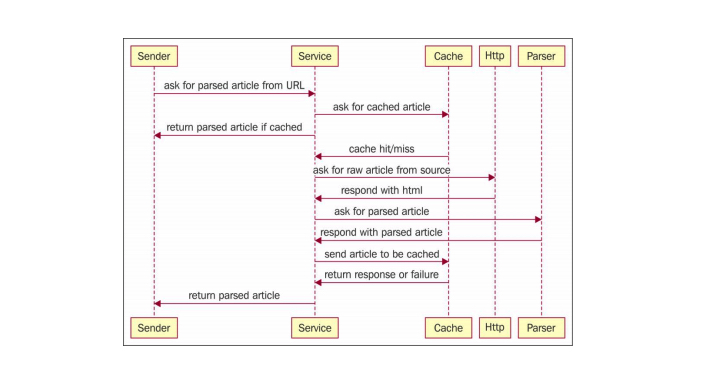 Sender
Service
Cache
Http
Parser
ask for parsed article from URL
ask for cached article
return parsed article if cached
cache hit/miss
ask for raw article from source
respond with html
ask for parsed article
respond with parsed article
send article to be cached
return response or failure
return parsed article
Sender
Service
Cache
Http
Parser